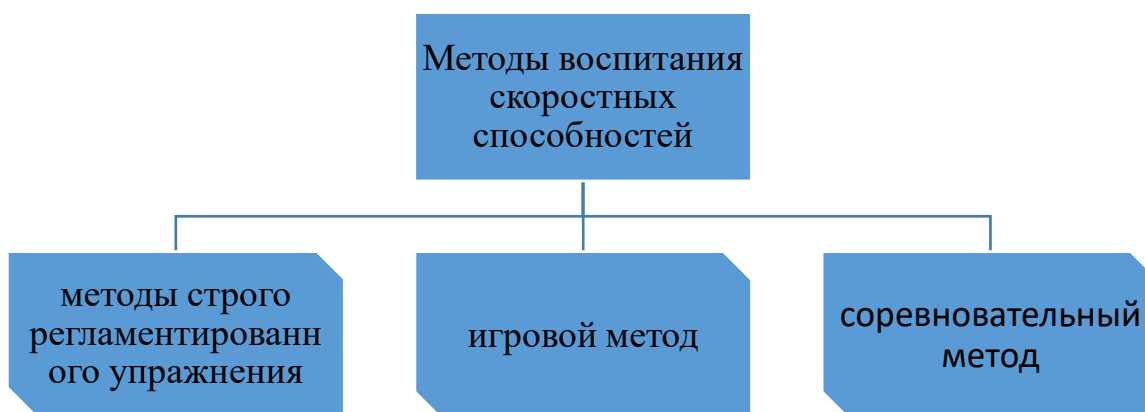 Методы воспитания
скоростных
способностей
методы строго
регламентированн
ого упражнения
игровой метод
соревновательный
метод